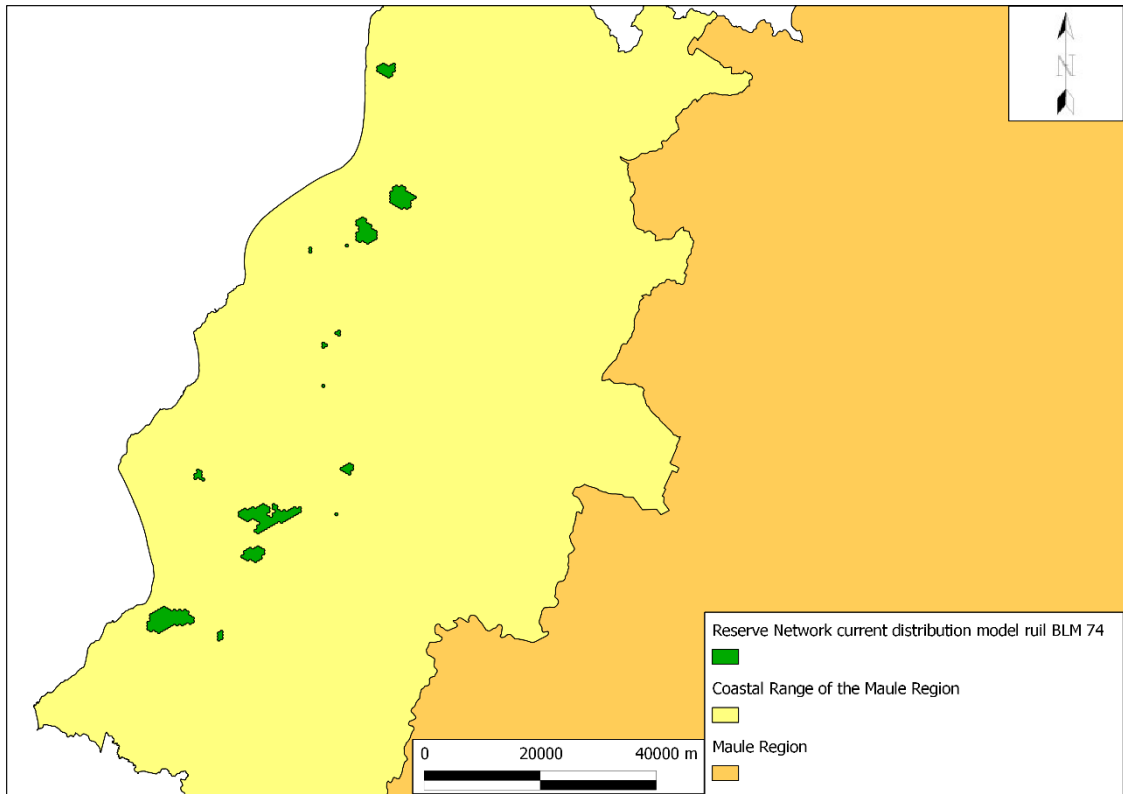 N
Reserve Network current distribution model ruil BLM 74
Coastal Range of the Maule Region
Maule Region
0 20000 40000 m